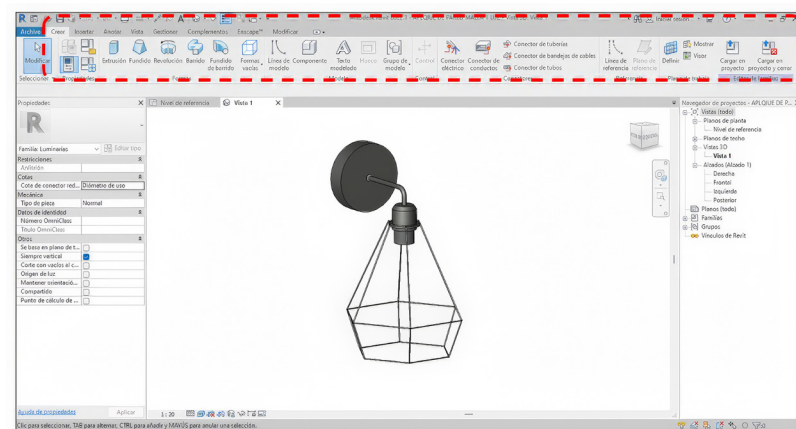 Archivo Crear Insertar Anotar Vista Gestionar Complementos Enscape™ Modificar
Modificar
Extrusión Fundido Revolución Barrido Fundido de barrido Formas vacías Línea de modelo Componente Texto modelado Hueco Grupo de modelo Control Conector eléctrico Conector de conductos
Conector de tuberías
Conector de bandejas de cables
Conector de tubos
Línea de referencia Plano de referencia Definir
Mostrar
Visor
Cargar en proyecto Cargar en proyecto y cerrar
Seleccionar Propiedades Formas Modelo Control
Propiedades
Nivel de referencia
Vista 1
Navegador de proyectos - APLQIUE DE P...
R
Familia: Luminarias
Editar tipo
Restricciones
Anfitrión
Cotas
Cota de conector red... Diámetro de uso
Mecánica
Tipo de pieza Normal
Datos de identidad
Número OmniClass
Título OmniClass
Otros
Se basa en plano de t...
Siempre vertical
Corte con vacíos al c...
Origen de luz
Mantener orientació...
Compartido
Punto de cálculo de ...
Ayuda de propiedades Aplicar
Vistas (todo)
Planos de planta
Nivel de referencia
Planos de techo
Vistas 3D
Vista 1
Alzados (Alzado 1)
Derecha
Frontal
Izquierda
Posterior
Planos (todo)
Familias
Grupos
Vínculos de Revit
1 : 20
Clic para seleccionar, TAB para alternar, CTRL para añadir y MAYÚS para anular una selección.